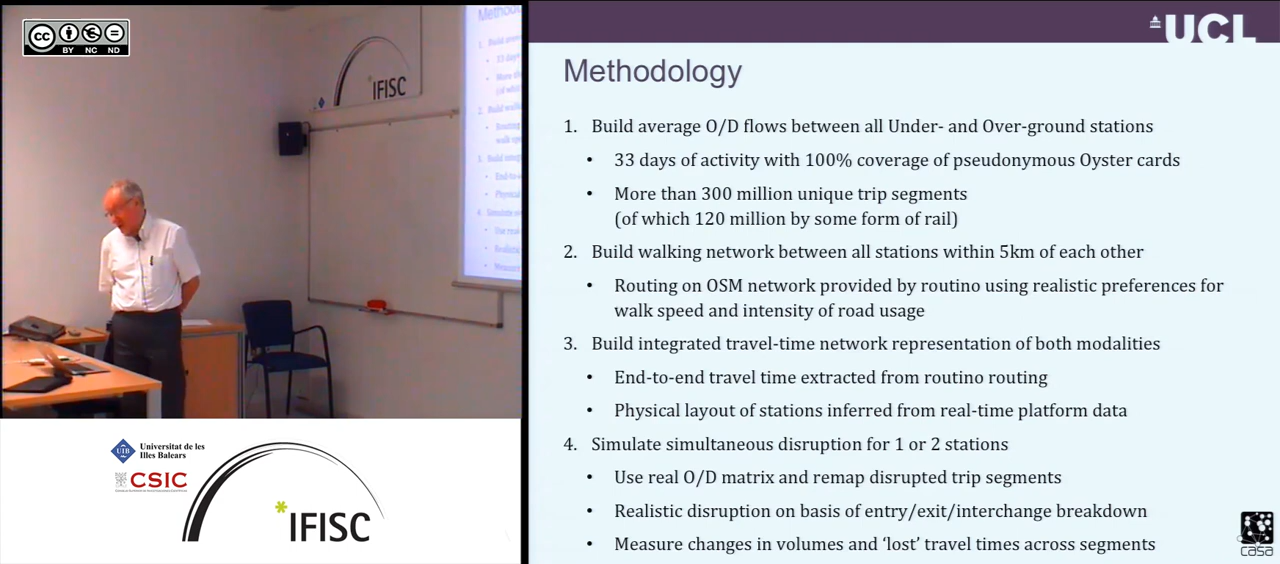 cc
BY NC ND
*IFISC
UCL
Methodology
1. Build average O/D flows between all Under- and Over-ground stations
• 33 days of activity with 100% coverage of pseudonymous Oyster cards
• More than 300 million unique trip segments
(of which 120 million by some form of rail)
2. Build walking network between all stations within 5km of each other
• Routing on OSM network provided by routino using realistic preferences for
walk speed and intensity of road usage
3. Build integrated travel-time network representation of both modalities
• End-to-end travel time extracted from routino routing
• Physical layout of stations inferred from real-time platform data
4. Simulate simultaneous disruption for 1 or 2 stations
• Use real O/D matrix and remap disrupted trip segments
• Realistic disruption on basis of entry/exit/interchange breakdown
• Measure changes in volumes and ‘lost’ travel times across segments
casa
UIB
Universitat de les
Illes Balears
CSIC
*IFISC